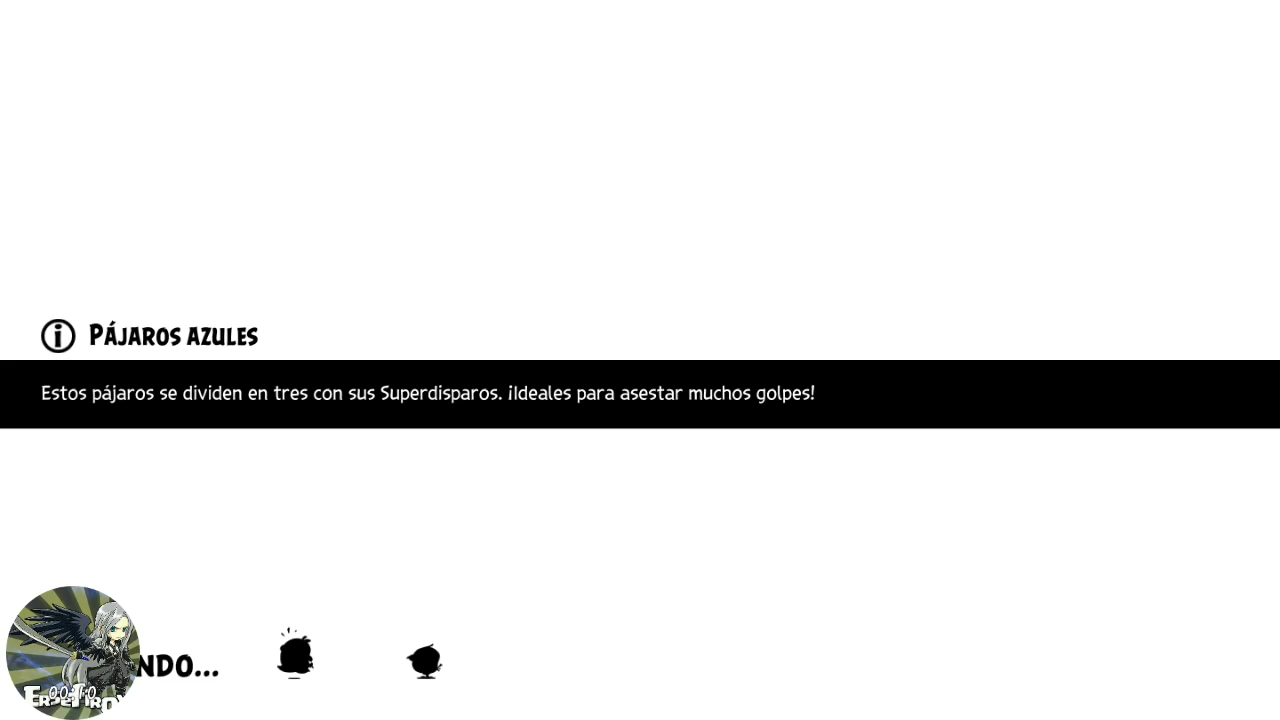 PÁJAROS AZULES
Estos pájaros se dividen en tres con sus Superdisparos. ¡Ideales para asestar muchos golpes!
NDO...